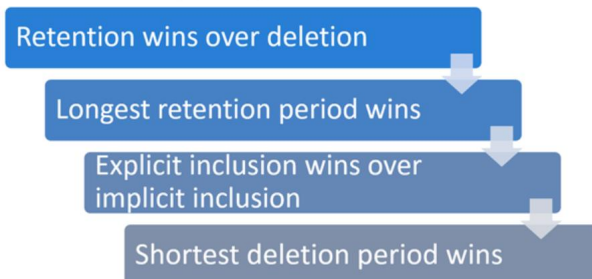 Retention wins over deletion
Longest retention period wins
Explicit inclusion wins over
implicit inclusion
Shortest deletion period wins